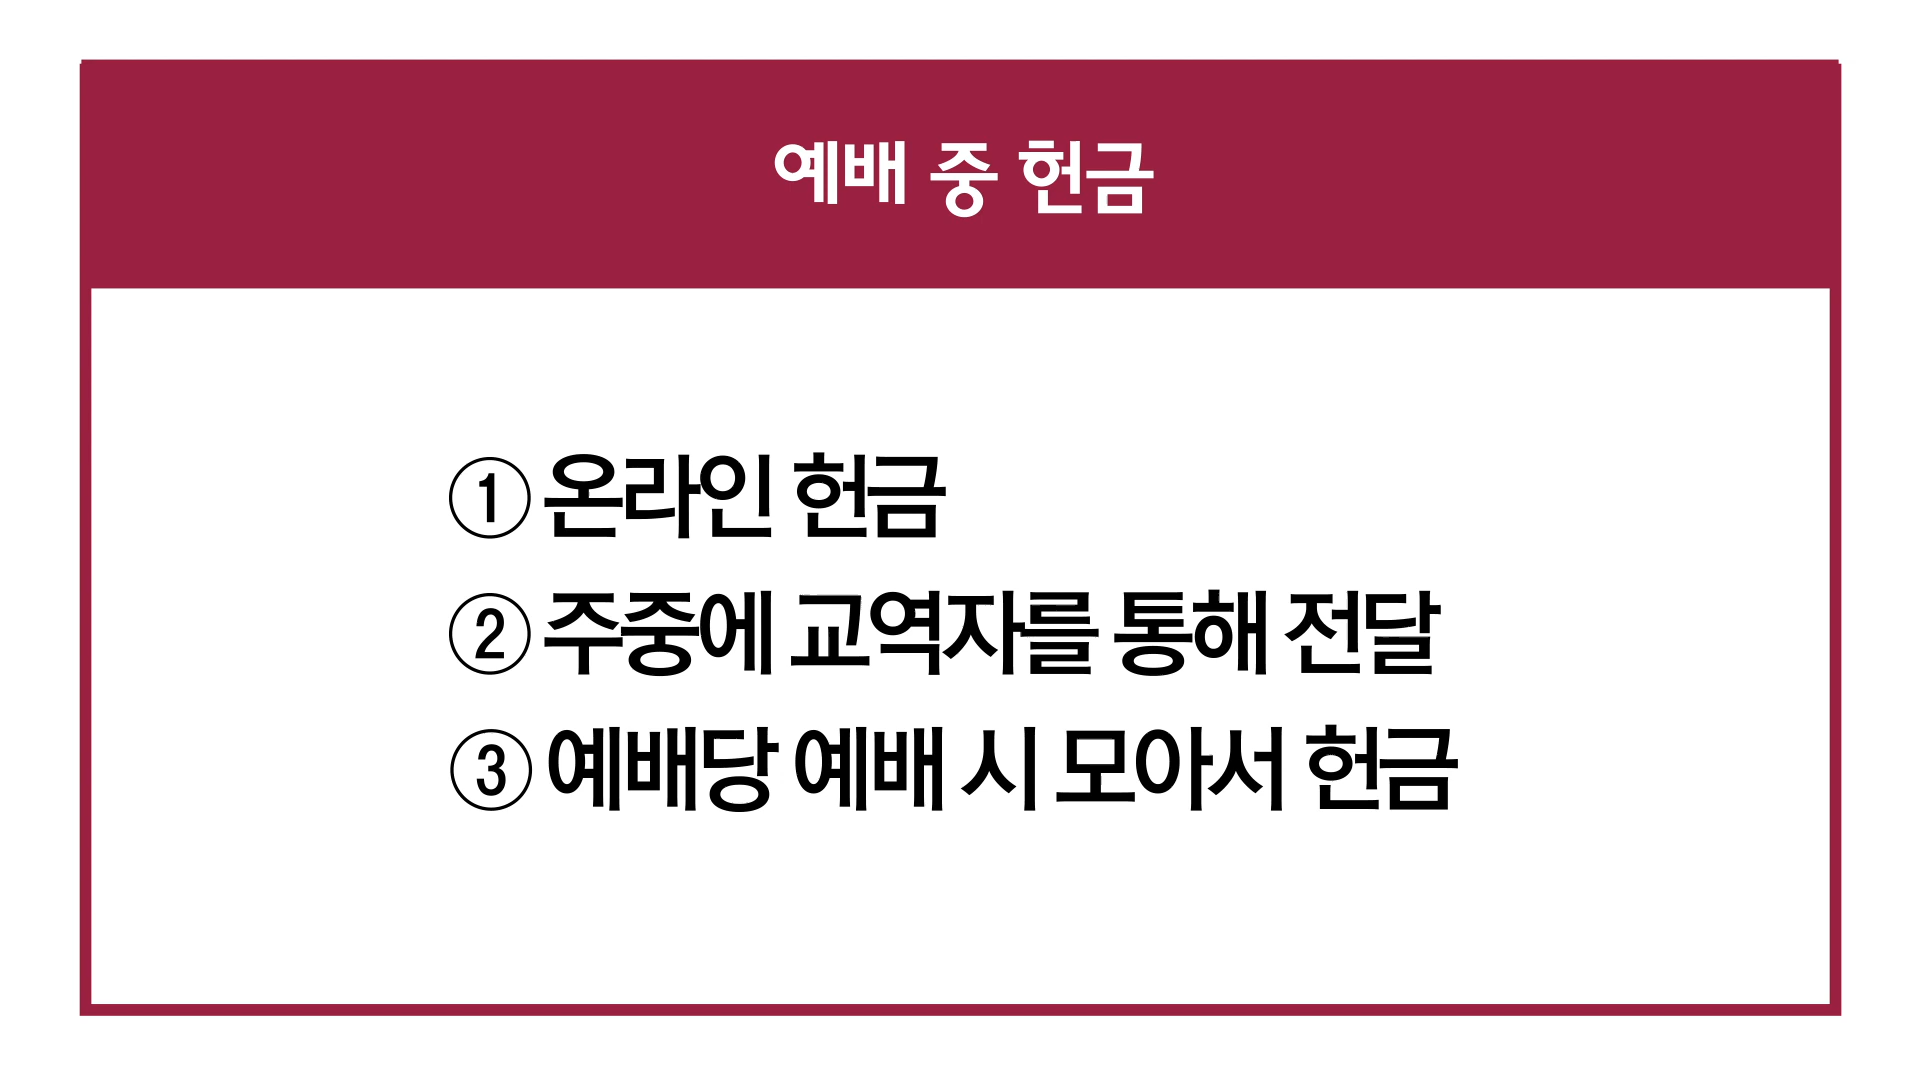 예배 중 헌금
① 온라인 헌금
② 주중에 교역자를 통해 전달
③ 예배당 예배 시 모아서 헌금